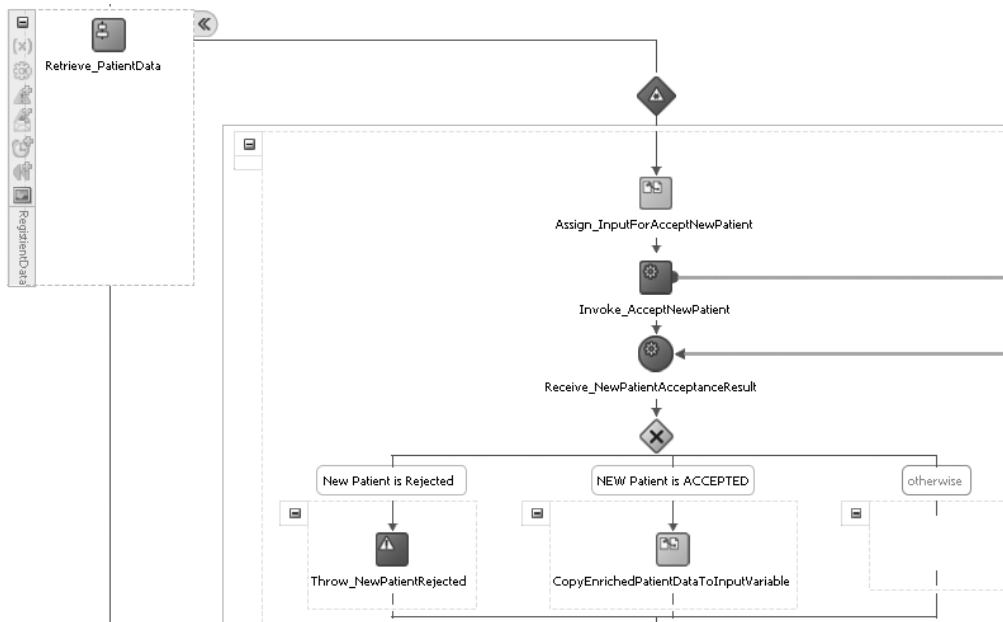 Retrieve_PatientData
RegistientData
Assign_InputForAcceptNewPatient
Invoke_AcceptNewPatient
Receive_NewPatientAcceptanceResult
New Patient is Rejected
NEW Patient is ACCEPTED
otherwise
Throw_NewPatientRejected
CopyEnrichedPatientDataToInputVariable